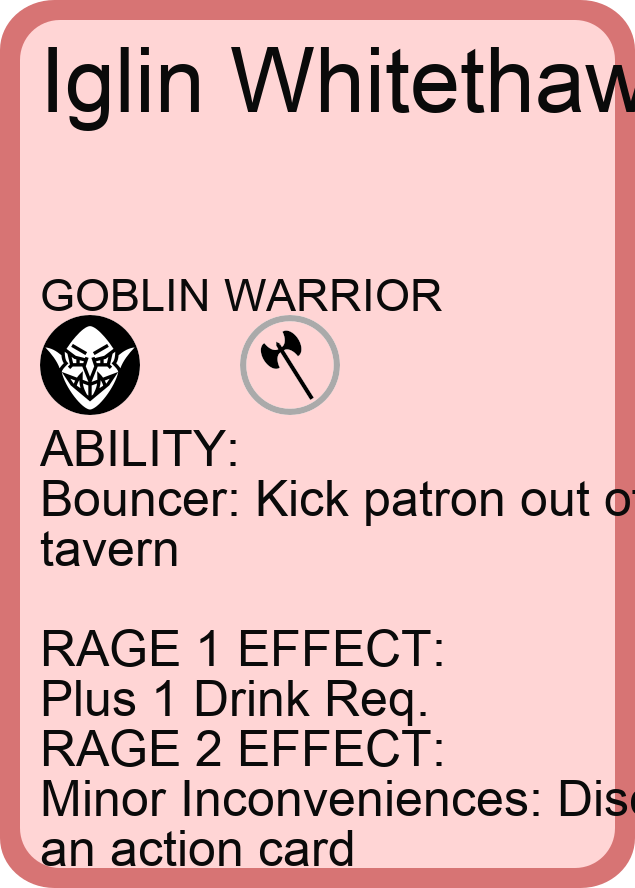 Iglin Whitethaw
GOBLIN WARRIOR
ABILITY:
Bouncer: Kick patron out of
tavern
RAGE 1 EFFECT:
Plus 1 Drink Req.
RAGE 2 EFFECT:
Minor Inconveniences:
an action card